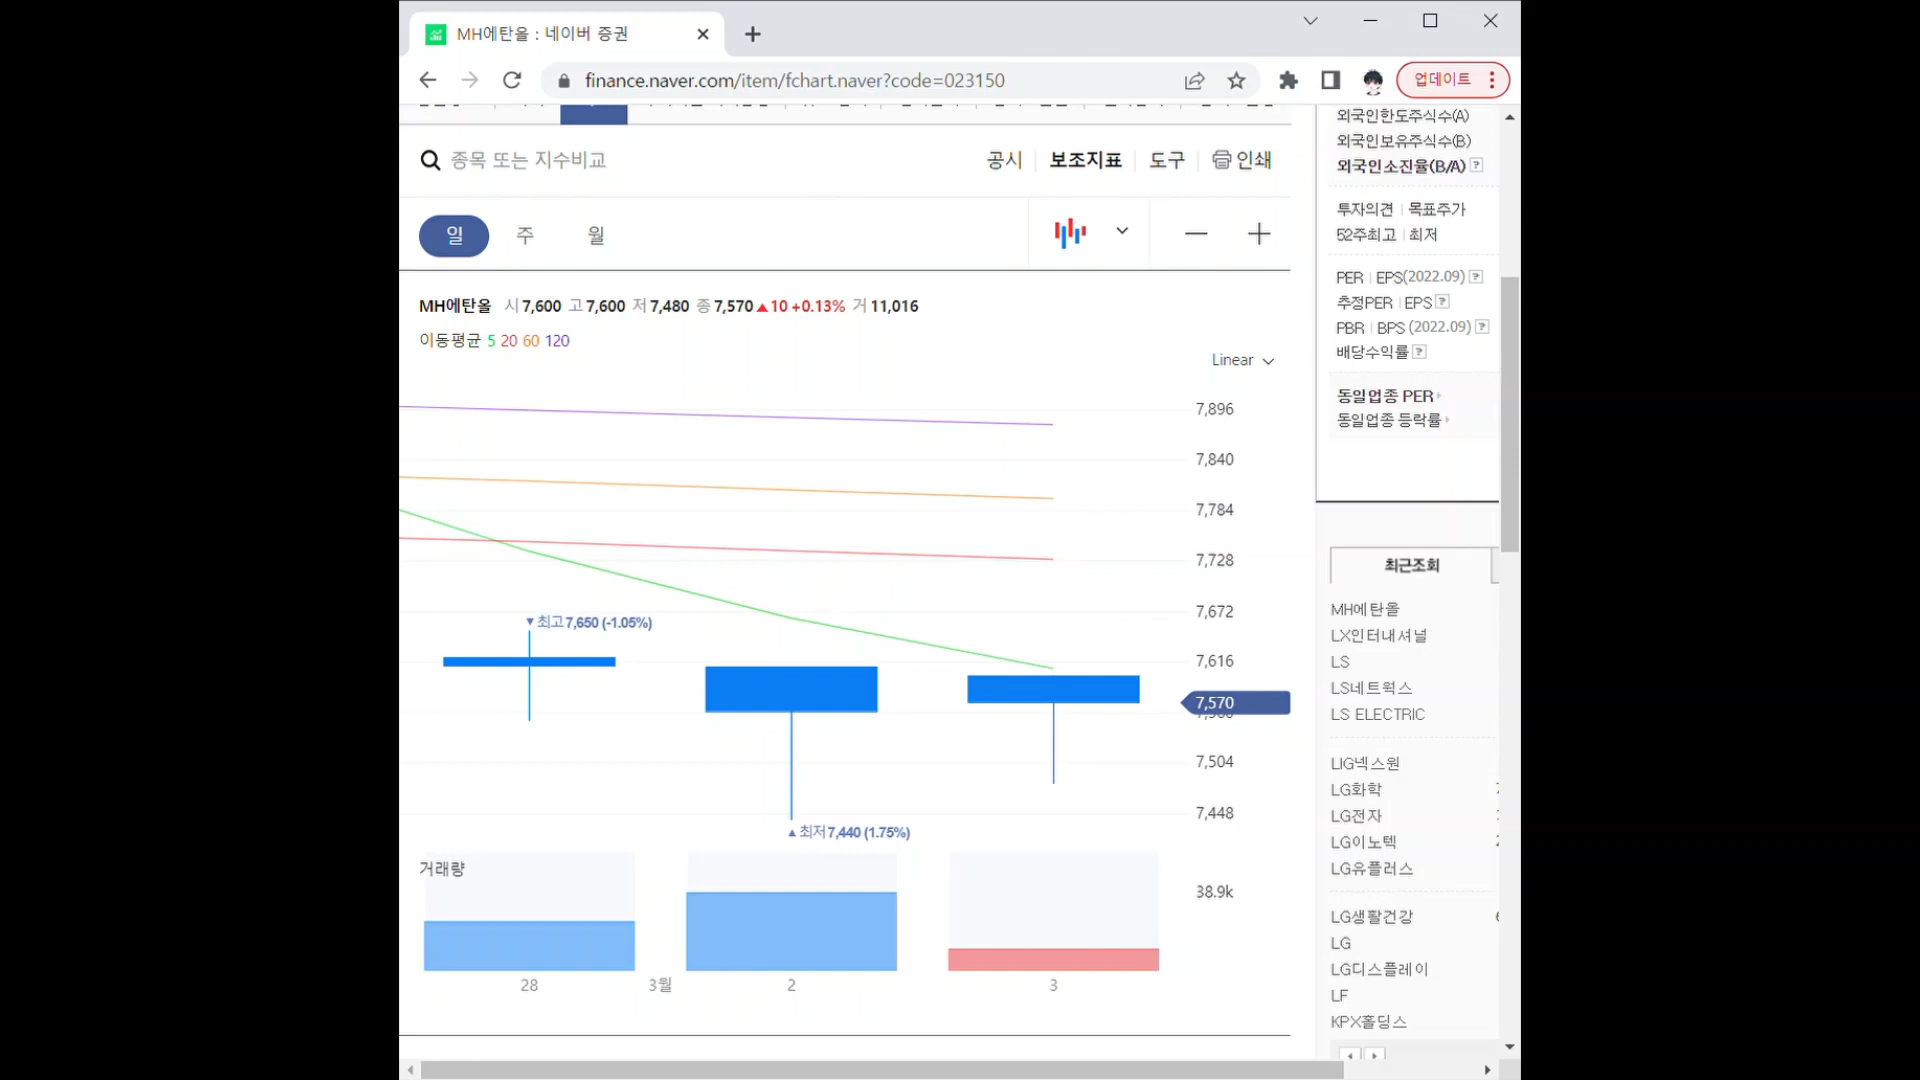 MH에탄올 : 네이버 증권
finance.naver.com/item/fchart.naver?code=023150
업데이트
종목 또는 지수비교
공시 보조지표 도구 인쇄
일 주 월
MH에탄올 시 7,600 고 7,600 저 7,480 종 7,570 ▲10 +0.13% 거 11,016
이동평균 5 20 60 120
Linear
7,896
7,840
7,784
7,728
7,672
7,616
7,570
7,504
7,448
▼최고 7,650 (-1.05%)
▲최저 7,440 (1.75%)
거래량
38.9k
28 3월 2 3
외국인한도주식수(A)
외국인보유주식수(B)
외국인소진율(B/A) ?
투자의견 | 목표주가
52주최고 | 최저
PER | EPS(2022.09) ?
추정PER | EPS ?
PBR | BPS (2022.09) ?
배당수익률 ?
동일업종 PER
동일업종 등락률
최근조회
MH에탄올
LX인터내셔널
LS
LS네트웍스
LS ELECTRIC
LIG넥스원
LG화학
LG전자
LG이노텍
LG유플러스
LG생활건강
LG
LG디스플레이
LF
KPX홀딩스